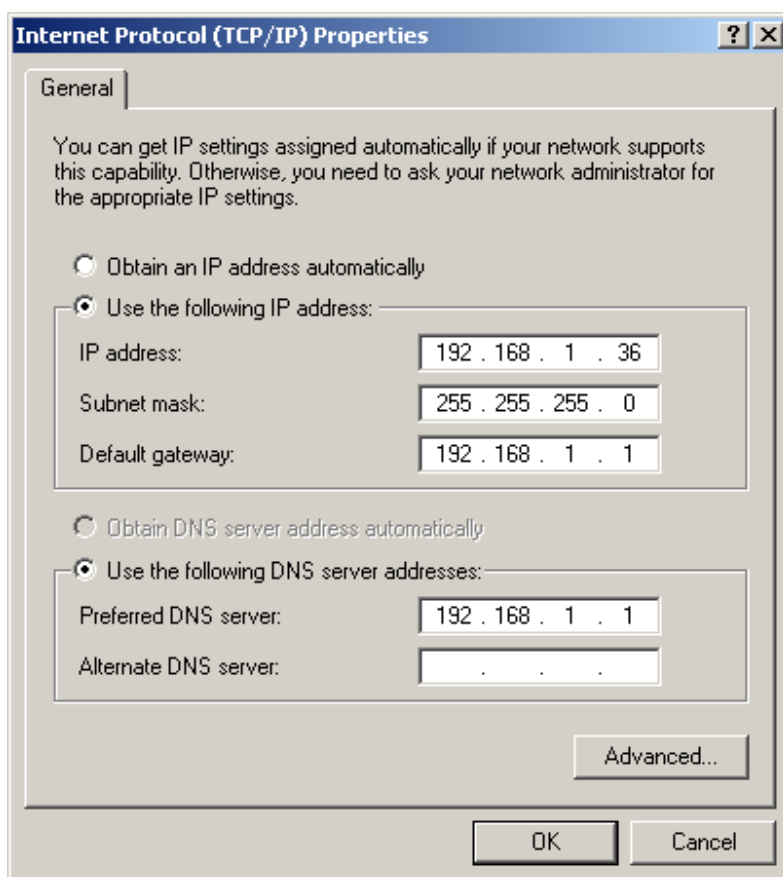 Internet Protocol (TCP/IP) Properties
General
You can get IP settings assigned automatically if your network supports
this capability. Otherwise, you need to ask your network administrator for
the appropriate IP settings.
Obtain an IP address automatically
Use the following IP address:
IP address: 192 . 168 . 1 . 36
Subnet mask: 255 . 255 . 255 . 0
Default gateway: 192 . 168 . 1 . 1
Obtain DNS server address automatically
Use the following DNS server addresses:
Preferred DNS server: 192 . 168 . 1 . 1
Alternate DNS server: . . .
Advanced...
OK Cancel